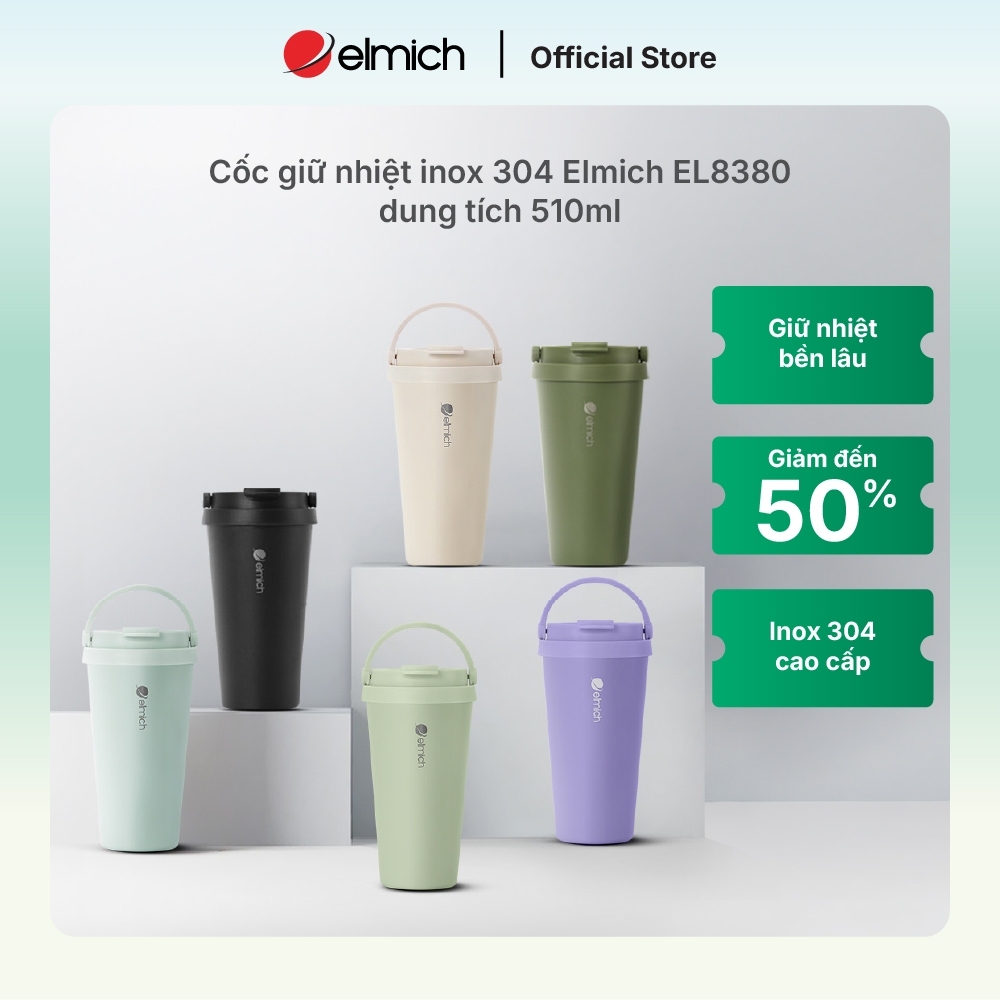 elmich | Official Store
Cốc giữ nhiệt inox 304 Elmich EL8380
dung tích 510ml
Giữ nhiệt
bền lâu
Giảm đến
50%
Inox 304
cao cấp
elmich
elmich
elmich
elmich
elmich
elmich